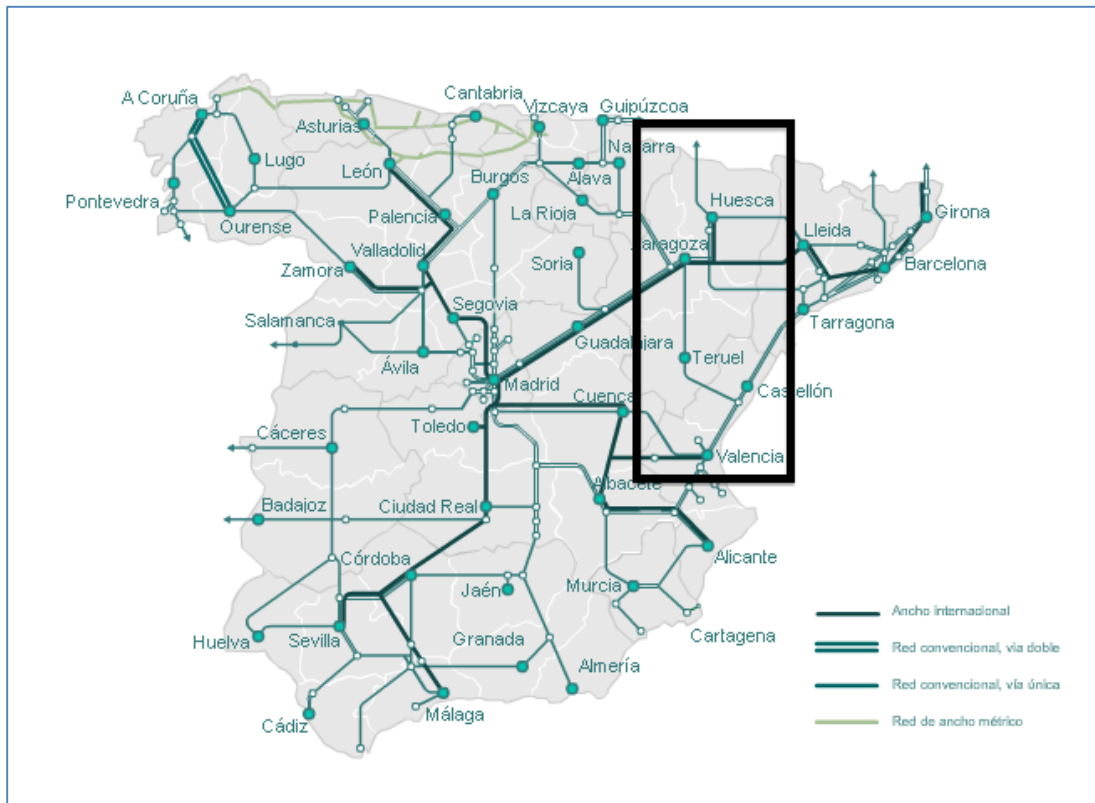 A Coruña
Cantabria
Vizcaya
Guipúzcoa
Asturias
Lugo
León
Navarra
Alava
Burgos
Pontevedra
Ourense
Palencia
La Rioja
Huesca
Girona
Lleida
Valladolid
Zaragoza
Zamora
Soria
Barcelona
Segovia
Salamanca
Guadalajara
Tarragona
Ávila
Teruel
Madrid
Cuenca
Castellón
Toledo
Cáceres
Valencia
Albacete
Badajoz
Ciudad Real
Alicante
Córdoba
Jaén
Murcia
Huelva
Sevilla
Granada
Cartagena
Almería
Cádiz
Málaga
Ancho internacional
Red convencional, vía doble
Red convencional, vía única
Red de ancho métrico